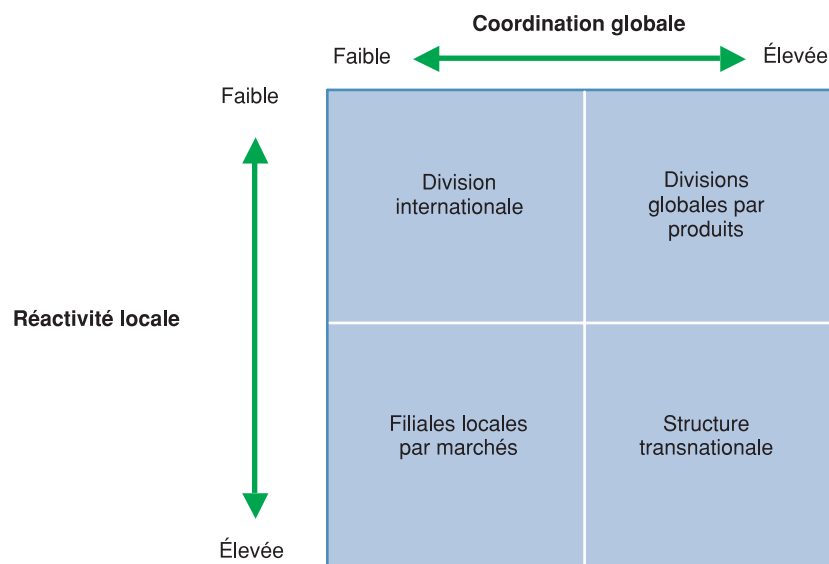 Coordination globale
Faible
Élevée
Faible
Division
internationale
Divisions
globales par
produits
Réactivité locale
Filiales locales
par marchés
Structure
transnationale
Élevée